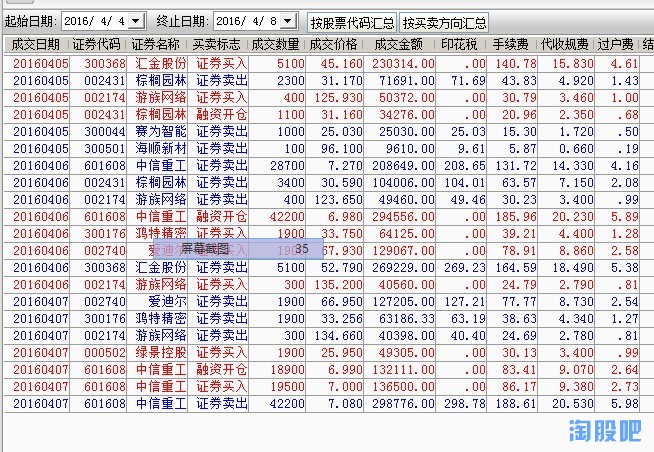 起始日期: 2016/ 4/ 4 终止日期: 2016/ 4/ 8 按股票代码汇总 按买卖方向汇总
成交日期 证券代码 证券名称 买卖标志 成交数量 成交价格 成交金额 印花税 手续费 代收规费 过户费 结
20160405 300368 汇金股份 证券买入 5100 45.160 230314.00 .00 140.78 15.830 4.61
20160405 002431 棕榈园林 证券卖出 2300 31.170 71691.00 71.69 43.83 4.920 1.43
20160405 002174 游族网络 证券买入 400 125.930 50372.00 .00 30.79 3.460 1.00
20160405 002431 棕榈园林 融资开仓 1100 31.160 34276.00 .00 20.96 2.350 .68
20160405 300044 赛为智能 证券卖出 1000 25.030 25030.00 25.03 15.30 1.720 .50
20160405 300501 海顺新材 证券卖出 100 96.100 9610.00 9.61 5.87 0.660 .19
20160406 601608 中信重工 证券卖出 28700 7.270 208649.00 208.65 131.72 14.330 4.16
20160406 002431 棕榈园林 证券卖出 3400 30.590 104006.00 104.01 63.57 7.150 2.08
20160406 002174 游族网络 证券卖出 400 123.650 49460.00 49.46 30.23 3.400 .99
20160406 601608 中信重工 融资开仓 42200 6.980 294556.00 .00 185.96 20.230 5.89
20160406 300176 鸿特精密 证券买入 1900 33.750 64125.00 .00 39.21 4.400 1.28
20160406 002740 爱迪尔 证券买入 1900 67.930 129067.00 .00 78.91 8.860 2.58
屏幕截图 35
20160406 300368 汇金股份 证券卖出 5100 52.790 269229.00 269.23 164.59 18.490 5.38
20160406 002174 游族网络 证券买入 300 135.200 40560.00 .00 24.79 2.790 .81
20160407 002740 爱迪尔 证券卖出 1900 66.950 127205.00 127.21 77.77 8.730 2.54
20160407 300176 鸿特精密 证券卖出 1900 33.256 63186.33 63.19 38.63 4.340 1.27
20160407 002174 游族网络 证券卖出 300 134.660 40398.00 40.40 24.69 2.780 .81
20160407 000502 绿景控股 证券买入 1900 25.950 49305.00 .00 30.13 3.400 .99
20160407 601608 中信重工 融资开仓 18900 6.990 132111.00 .00 83.41 9.070 2.64
20160407 601608 中信重工 证券买入 19500 7.000 136500.00 .00 86.17 9.380 2.73
20160407 601608 中信重工 证券卖出 42200 7.080 298776.00 298.78 188.61 20.530 5.98
淘股吧